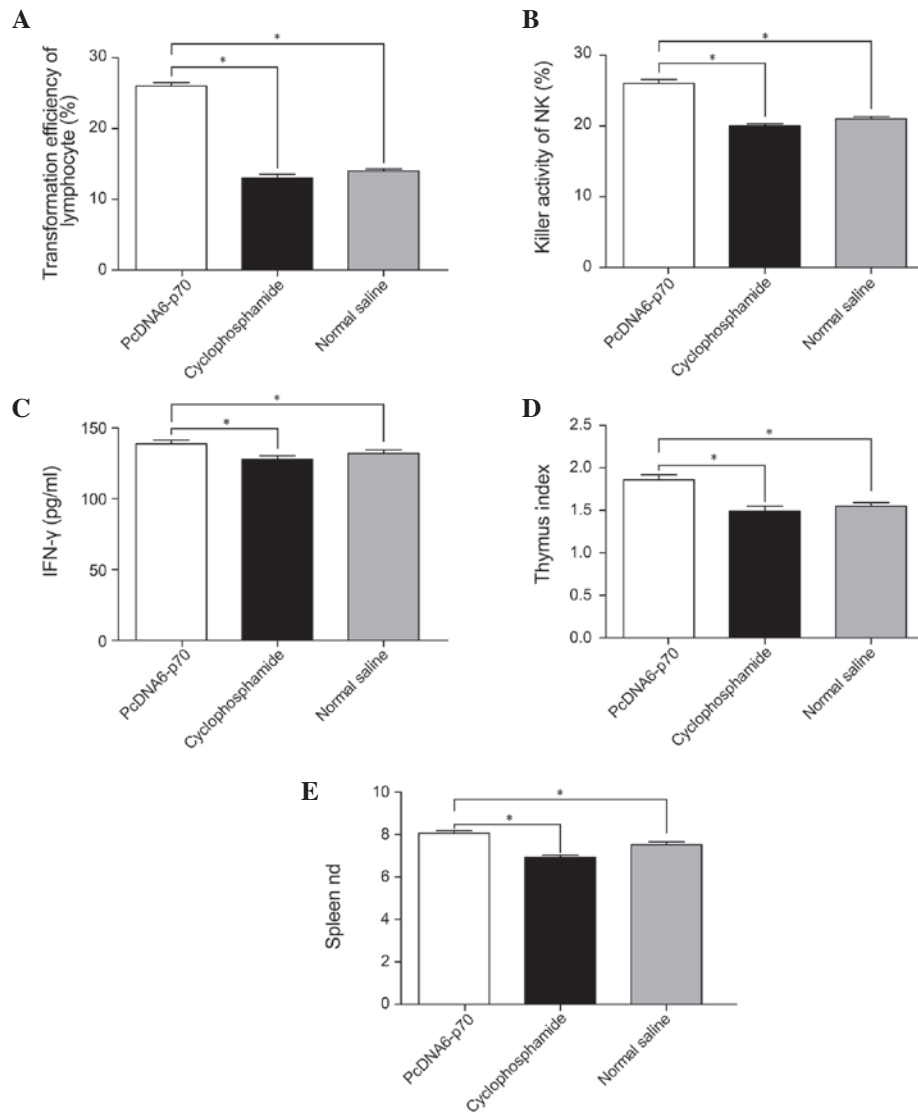 A
Transformation efficiency of
lymphocyte (%)
30
20
10
0
*
*
PcDNA6-p70
Cyclophosphamide
Normal saline
B
Killer activity of NK (%)
30
20
10
0
*
*
PcDNA6-p70
Cyclophosphamide
Normal saline
C
IFN-γ (pg/ml)
150
100
50
0
*
*
PcDNA6-p70
Cyclophosphamide
Normal saline
D
Thymus index
2.5
2.0
1.5
1.0
0.5
0.0
*
*
PcDNA6-p70
Cyclophosphamide
Normal saline
E
Spleen nd
10
8
6
4
2
0
*
*
PcDNA6-p70
Cyclophosphamide
Normal saline